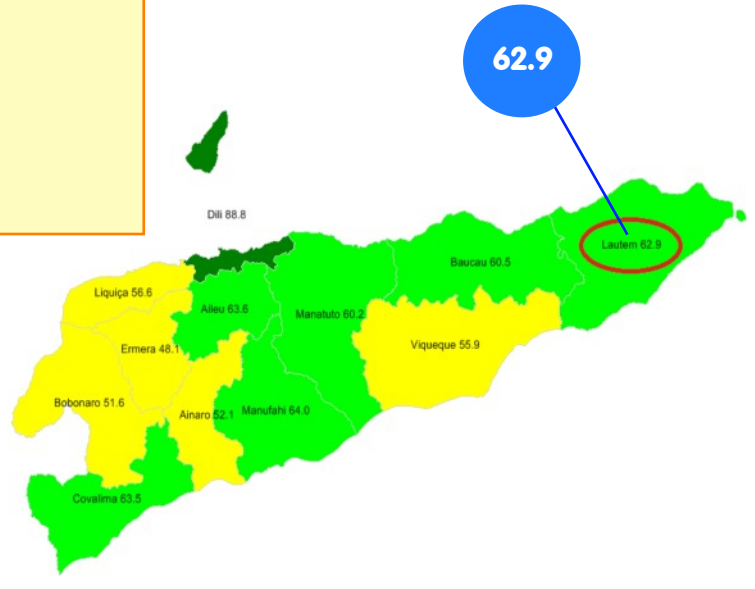 62.9
Dili 88.8
Lautem 62.9
Baucau 60.5
Liquiça 56.6
Aileu 63.6
Manatuto 60.2
Ermera 48.1
Viqueque 55.9
Bobonaro 51.6
Ainaro 52.1
Manufahi 64.0
Covalima 63.5